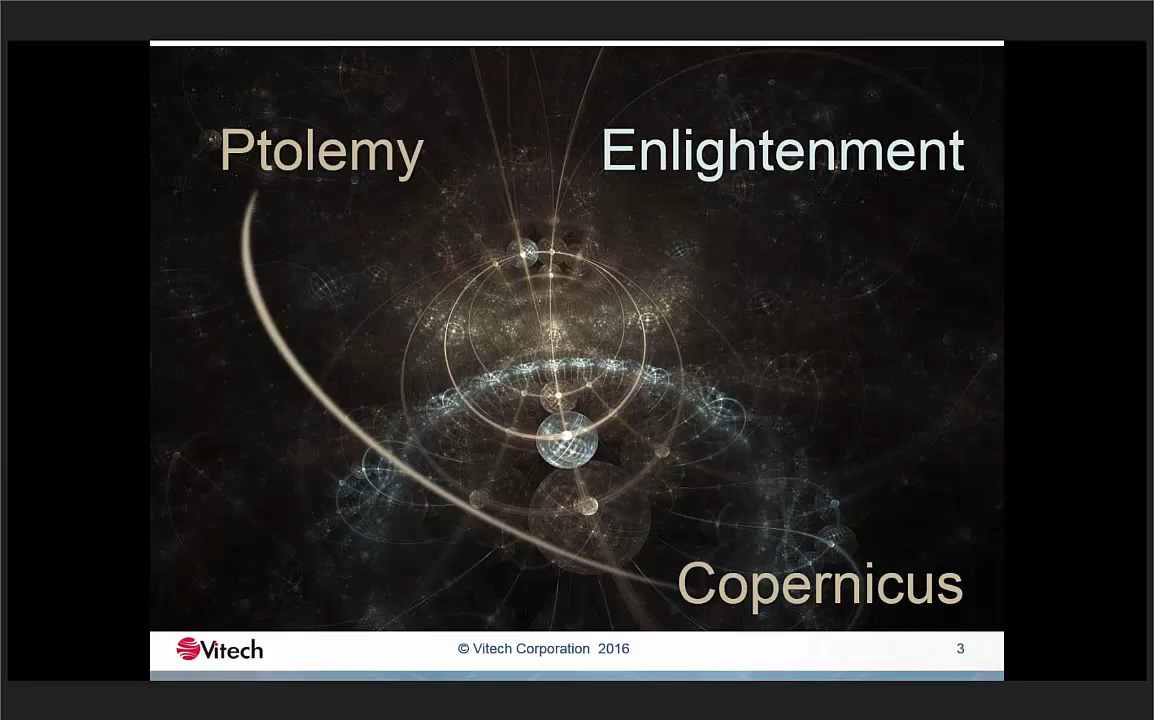 Ptolemy
Enlightenment
Copernicus
Vitech
© Vitech Corporation 2016
3